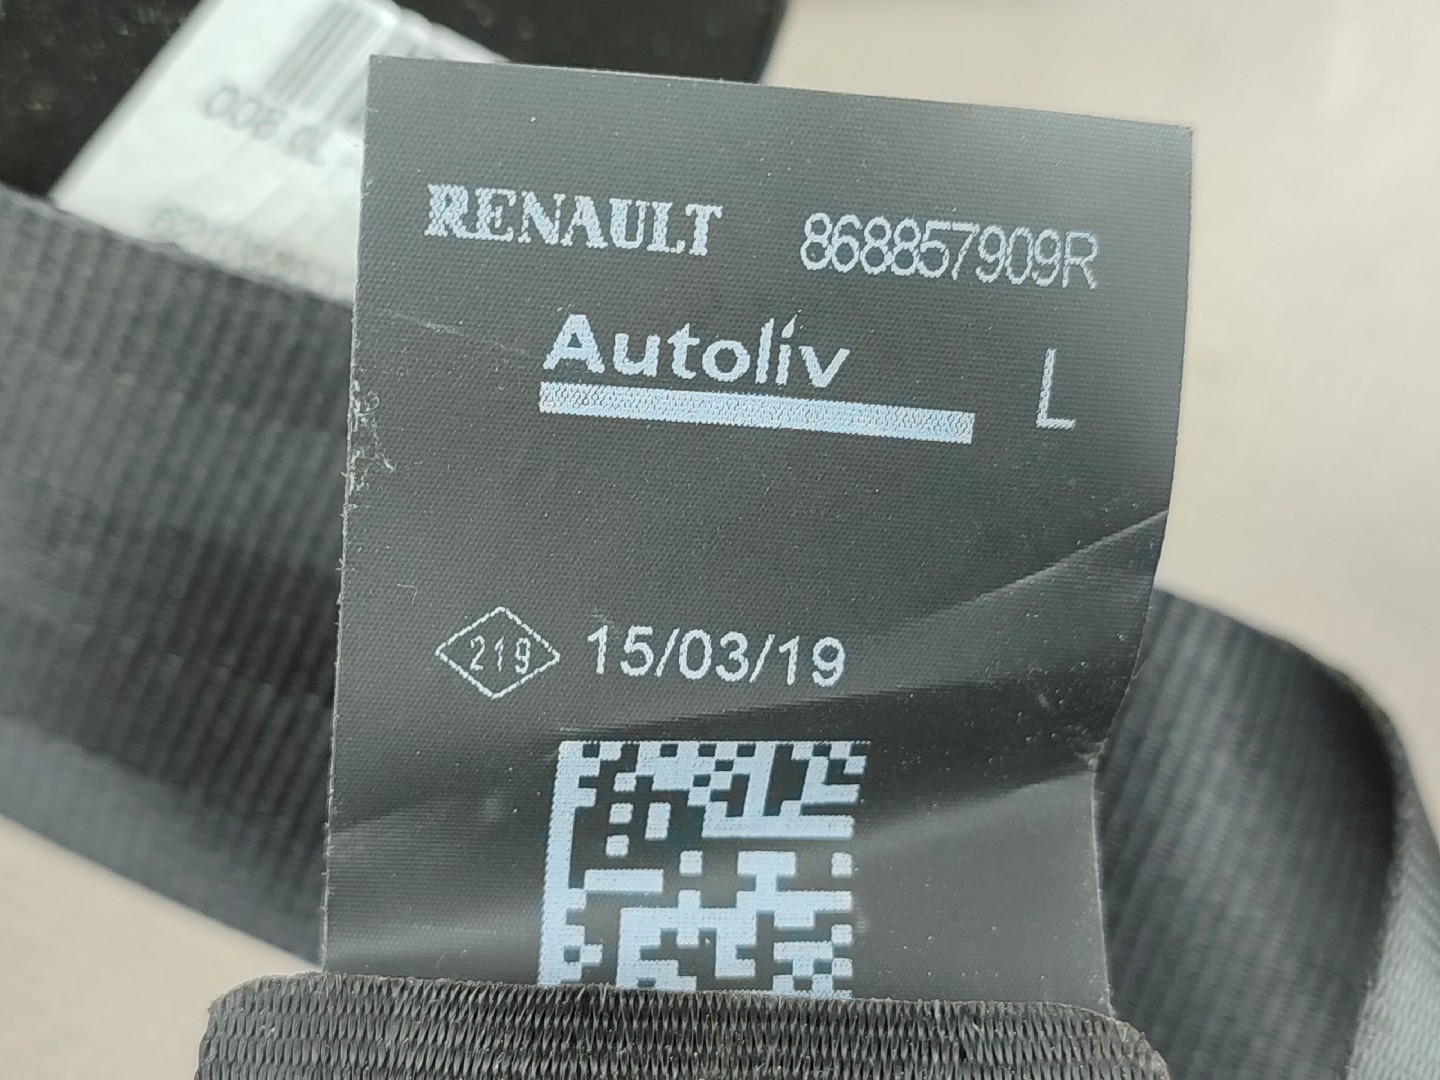 RENAULT 868857909R
Autoliv L
219 15/03/19